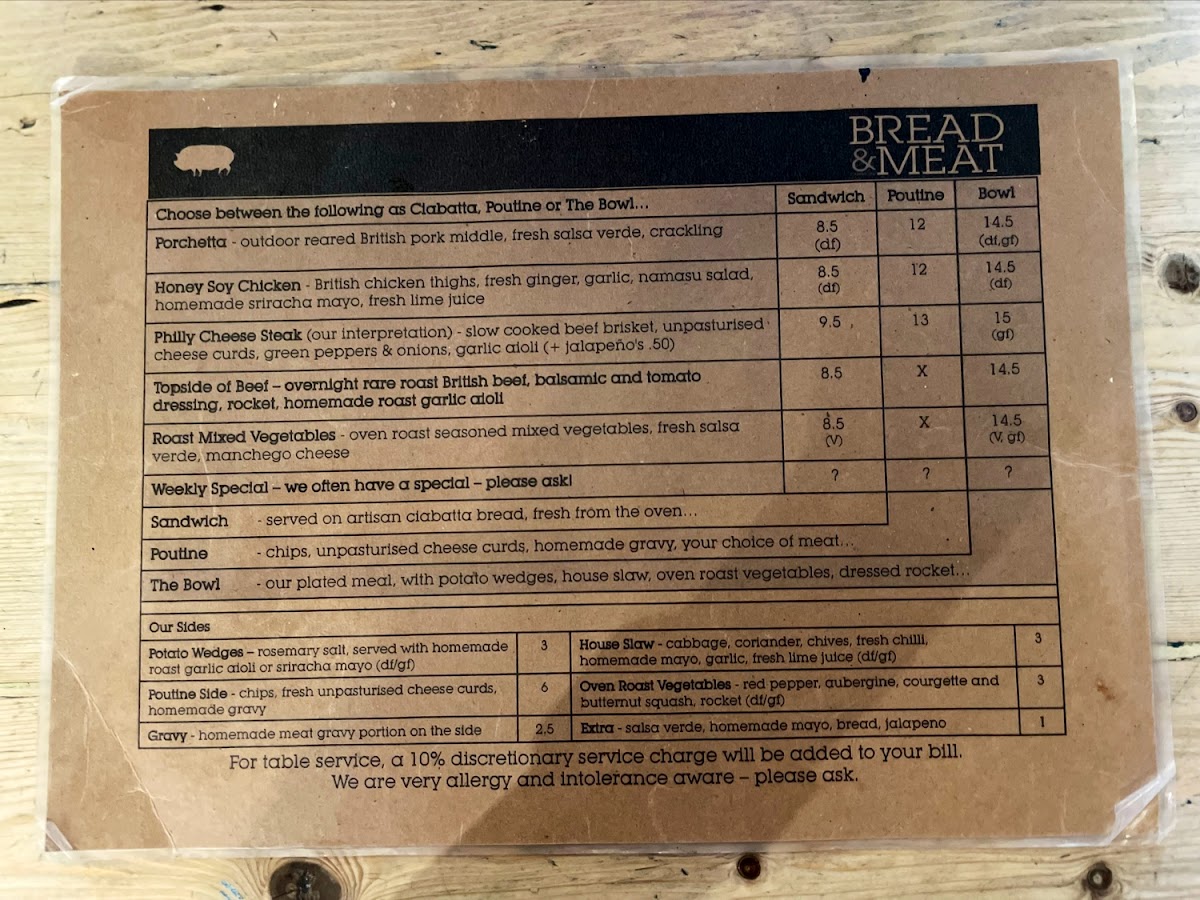 BREAD
&MEAT
Choose between the following as Ciabatta, Poutine or The Bowl... Sandwich Poutine Bowl
Porchetta - outdoor reared British pork middle, fresh salsa verde, crackling 8.5 12 14.5
(df) (df,gf)
Honey Soy Chicken - British chicken thighs, fresh ginger, garlic, namasu salad, 8.5 12 14.5
homemade sriracha mayo, fresh lime juice (df) (df)
Philly Cheese Steak (our interpretation) - slow cooked beef brisket, unpasturised 9.5 13 15
cheese curds, green peppers & onions, garlic aioli (+ jalapeño's .50) (gf)
Topside of Beef – overnight rare roast British beef, balsamic and tomato 8.5 X 14.5
dressing, rocket, homemade roast garlic aioli
Roast Mixed Vegetables - oven roast seasoned mixed vegetables, fresh salsa 8.5 X 14.5
verde, manchego cheese (V) (V, gf)
Weekly Special – we often have a special – please ask! ? ? ?
Sandwich - served on artisan ciabatta bread, fresh from the oven...
Poutine - chips, unpasturised cheese curds, homemade gravy, your choice of meat...
The Bowl - our plated meal, with potato wedges, house slaw, oven roast vegetables, dressed rocket...
Our Sides
Potato Wedges – rosemary salt, served with homemade 3
roast garlic aioli or sriracha mayo (df/gf)
House Slaw - cabbage, coriander, chives, fresh chilli, 3
homemade mayo, garlic, fresh lime juice (df/gf)
Poutine Side - chips, fresh unpasturised cheese curds, 6
homemade gravy
Oven Roast Vegetables - red pepper, aubergine, courgette and 3
butternut squash, rocket (df/gf)
Gravy - homemade meat gravy portion on the side 2.5
Extra - salsa verde, homemade mayo, bread, jalapeno 1
For table service, a 10% discretionary service charge will be added to your bill.
We are very allergy and intolerance aware – please ask.